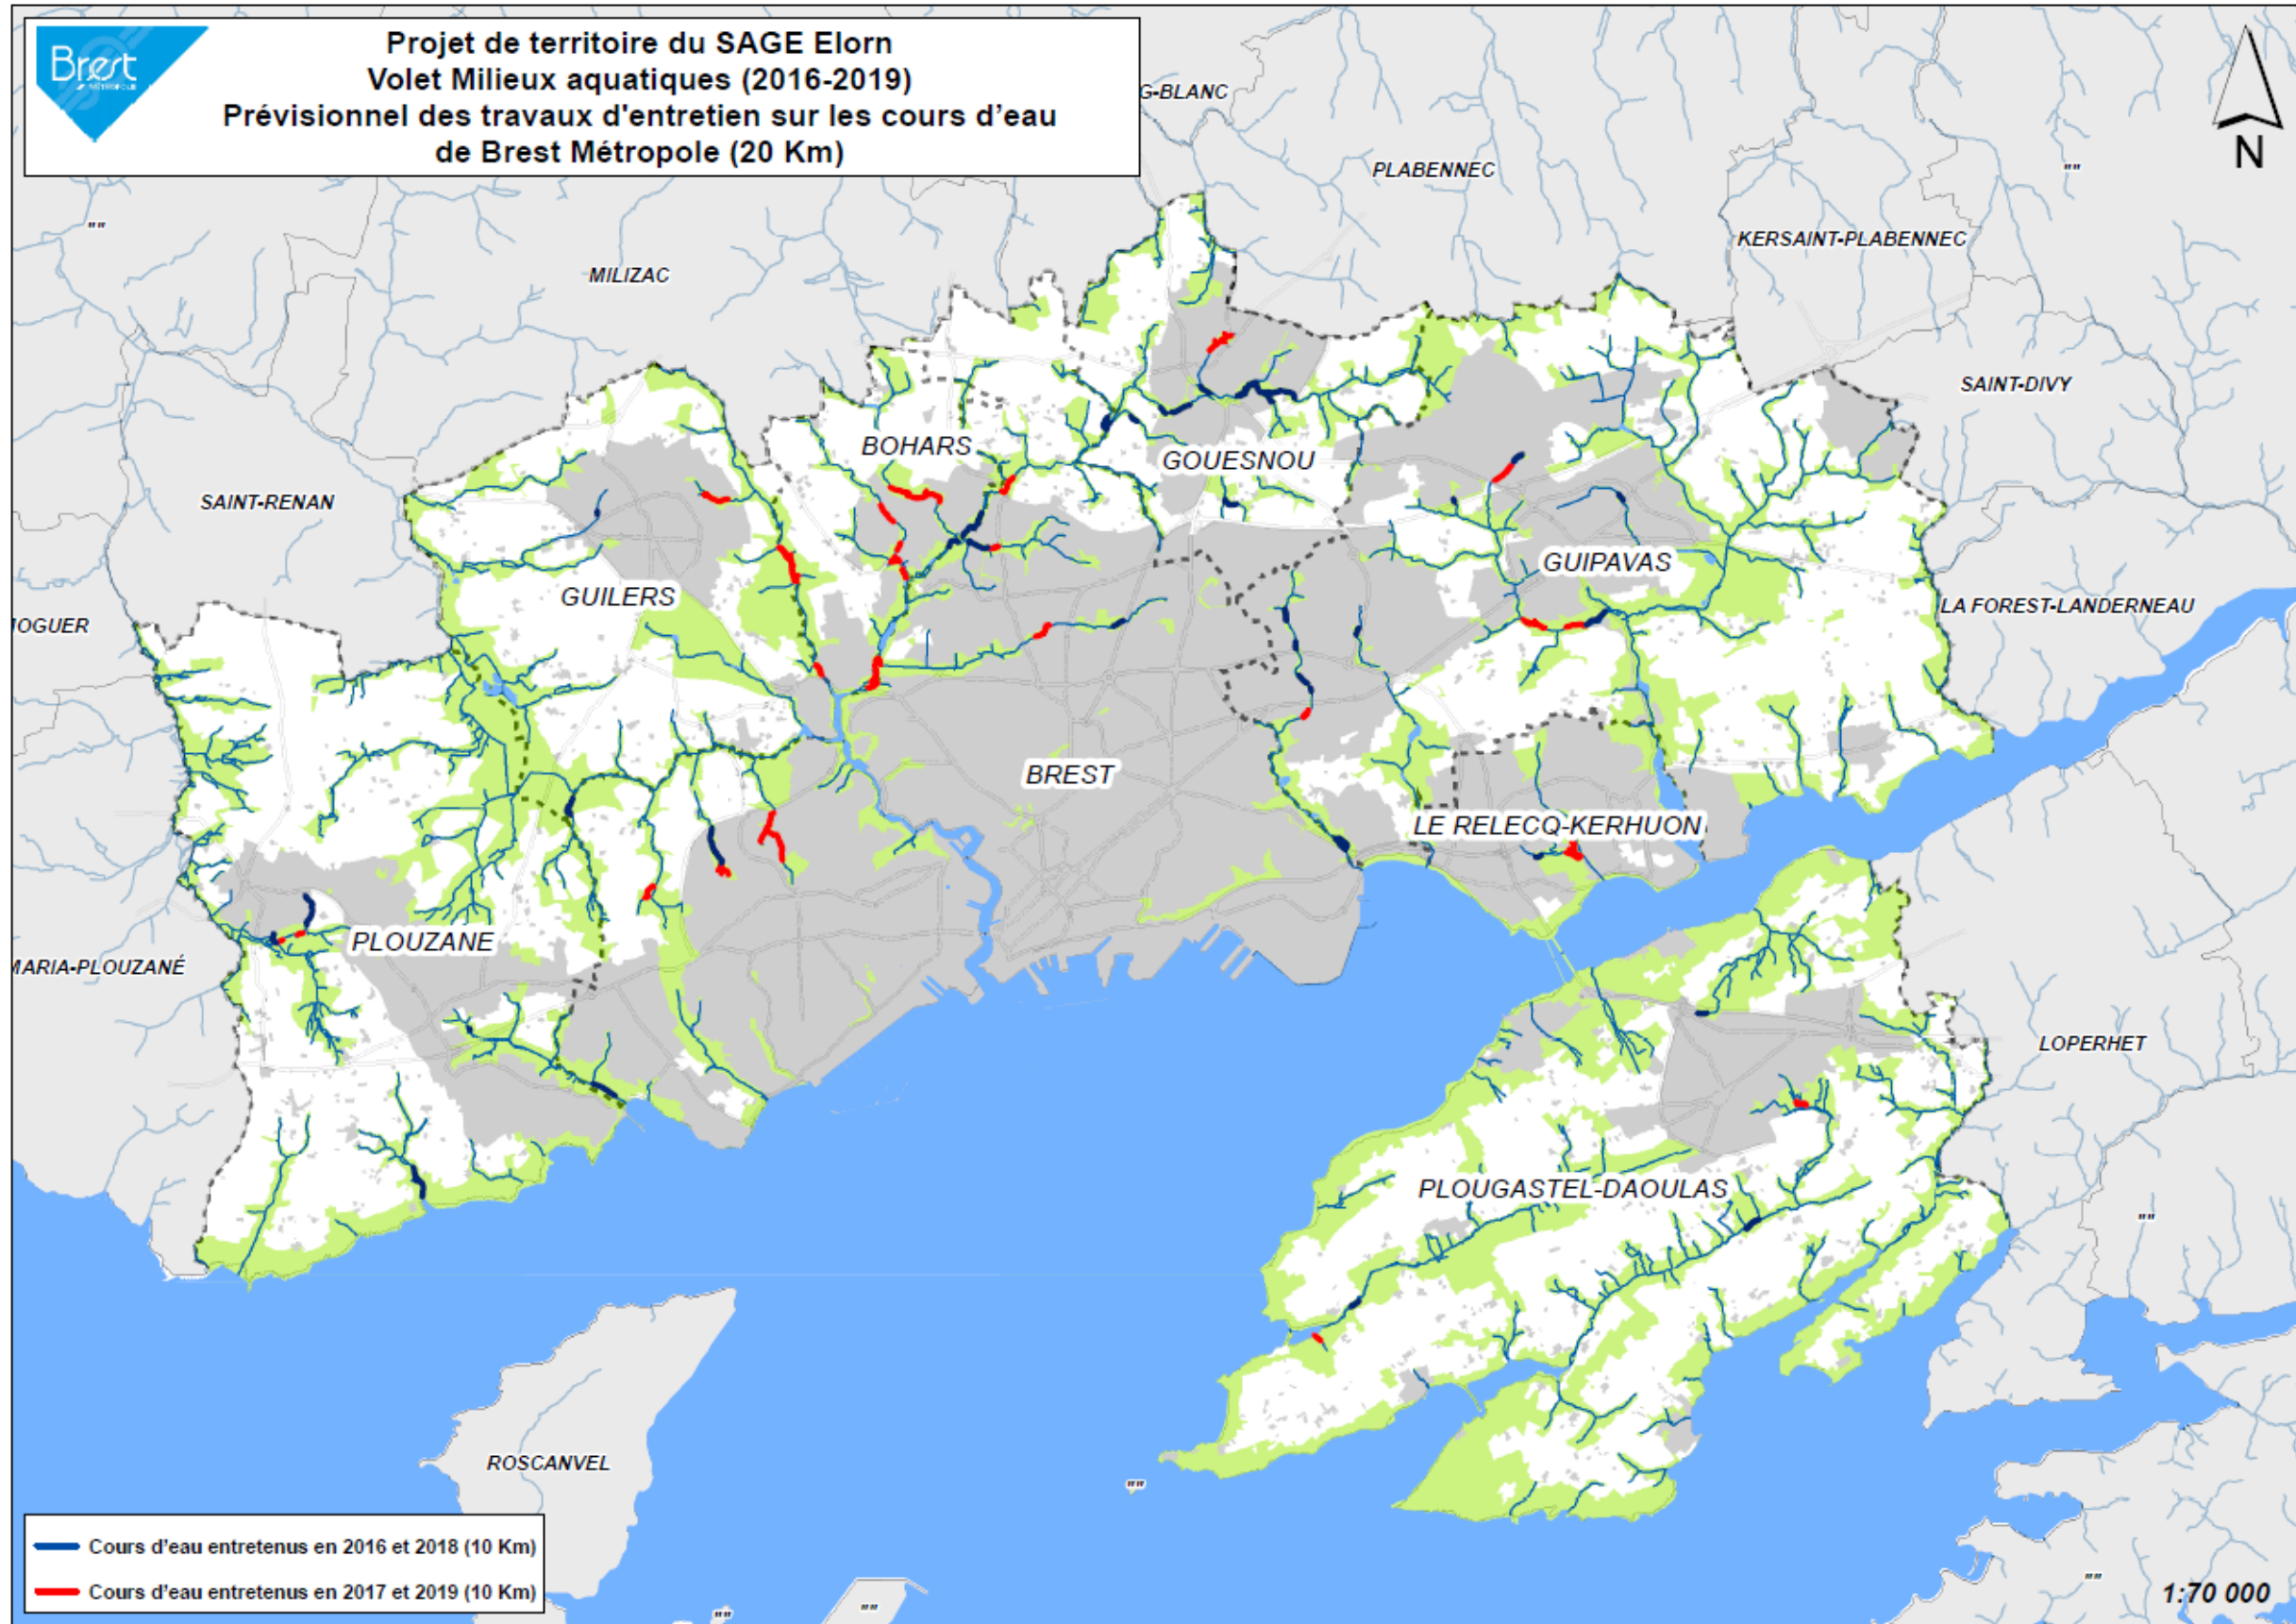 Brest
MÉTROPOLE
Projet de territoire du SAGE Elorn
Volet Milieux aquatiques (2016-2019)
Prévisionnel des travaux d'entretien sur les cours d'eau
de Brest Métropole (20 Km)
G-BLANC
N
PLABENNEC
""
""
KERSAINT-PLABENNEC
MILIZAC
SAINT-DIVY
BOHARS
GOUESNOU
SAINT-RENAN
GUIPAVAS
GUILERS
LA FOREST-LANDERNEAU
IOGUER
BREST
LE RELECQ-KERHUON
PLOUZANE
MARIA-PLOUZANÉ
LOPERHET
PLOUGASTEL-DAOULAS
""
ROSCANVEL
""
Cours d'eau entretenus en 2016 et 2018 (10 Km)
Cours d'eau entretenus en 2017 et 2019 (10 Km)
""
""
""
1:70 000